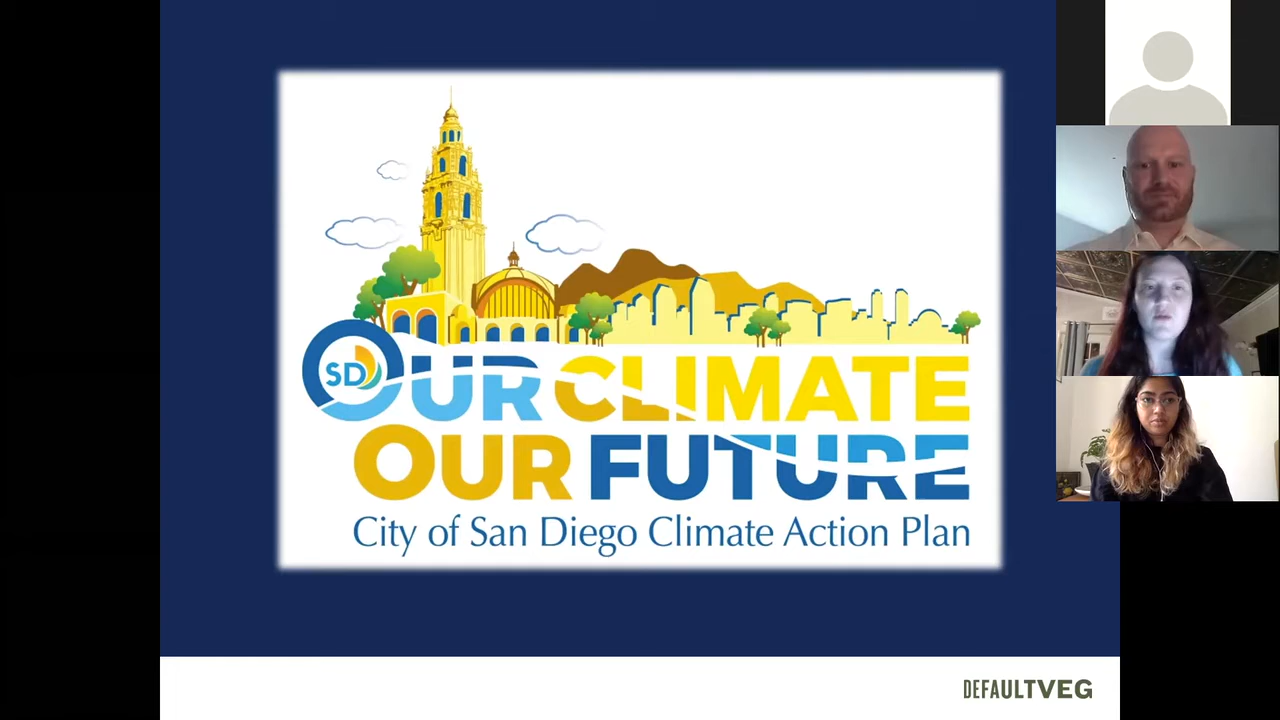 SD
OUR CLIMATE
OUR FUTURE
City of San Diego Climate Action Plan
DEFAULTVEG